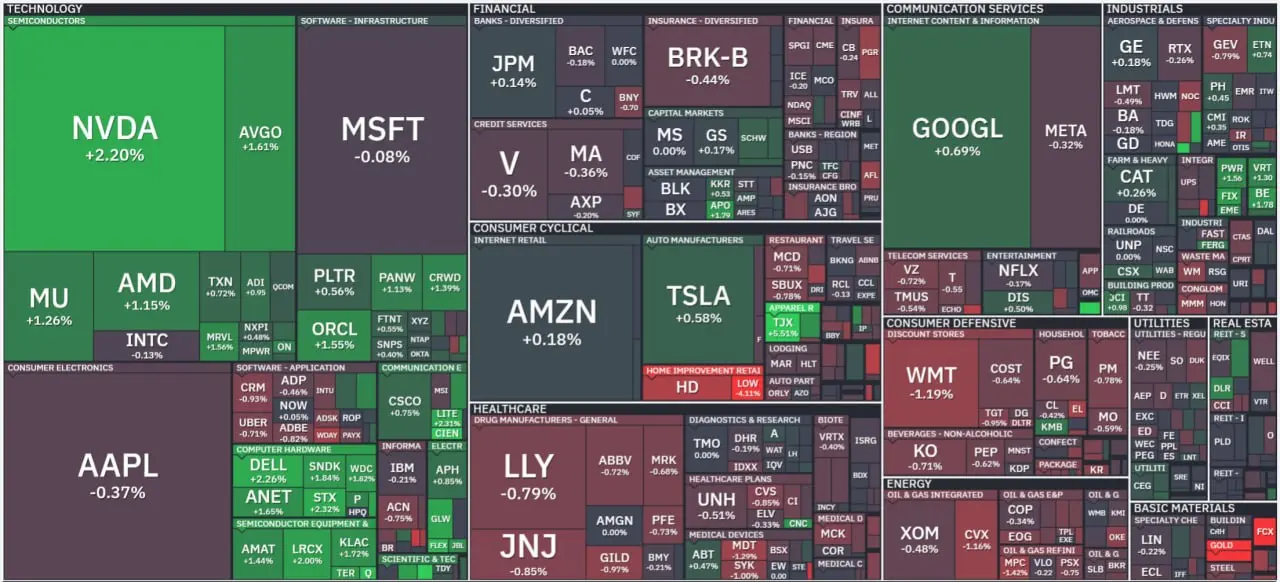 TECHNOLOGY
SEMICONDUCTORS
NVDA
+2.20%
AVGO
+1.61%
MU
+1.26%
AMD
+1.15%
INTC
-0.13%
TXN
+0.72%
ADI
+0.95
QCOM
MRVL
+1.56%
NXPI
+0.48%
MPWR
ON
SOFTWARE - INFRASTRUCTURE
MSFT
-0.08%
PLTR
+0.56%
PANW
+1.13%
CRWD
+1.39%
ORCL
+1.55%
FTNT
+0.55%
XYZ
SNPS
+0.40%
NTAP
OKTA
CONSUMER ELECTRONICS
AAPL
-0.37%
SOFTWARE - APPLICATION
CRM
-0.93%
ADP
-0.46%
INTU
NOW
+0.05%
UBER
-0.71%
ADBE
-0.82%
ADSK
ROP
WDAY
PAYX
COMMUNICATION E
CSCO
+0.75%
MSI
LITE
+2.31%
CIEN
COMPUTER HARDWARE
DELL
+2.26%
SNDK
+1.84%
WDC
+1.82%
ANET
+1.65%
STX
+2.32%
P
HPQ
INFORMA
IBM
-0.21%
ACN
-0.75%
BR
ELECTR
APH
+0.85%
GLW
FLEX
JBL
SEMICONDUCTOR EQUIPMENT &
AMAT
+1.44%
LRCX
+2.00%
KLAC
+1.72%
TER
Q
SCIENTIFIC & TEC
TDY
FINANCIAL
BANKS - DIVERSIFIED
JPM
+0.14%
BAC
-0.18%
WFC
0.00%
C
+0.05%
BNY
-0.70
INSURANCE - DIVERSIFIED
BRK-B
-0.44%
FINANCIAL
SPGI
CME
ICE
-0.20
MCO
NDAQ
MSCI
INSURA
CB
-0.24
PGR
TRV
ALL
CINF
WRB
L
CREDIT SERVICES
V
-0.30%
MA
-0.36%
COF
AXP
-0.20%
SYF
CAPITAL MARKETS
MS
0.00%
GS
+0.17%
SCHW
ASSET MANAGEMENT
BLK
KKR
+0.53
STT
BX
APO
+1.79
AMP
ARES
BANKS - REGION
USB
PNC
-0.15%
TFC
CFG
MET
AFL
PRU
INSURANCE BRO
AON
AJG
CONSUMER CYCLICAL
INTERNET RETAIL
AMZN
+0.18%
AUTO MANUFACTURERS
TSLA
+0.58%
F
RESTAURANT
MCD
-0.71%
SBUX
-0.78%
DRI
TRAVEL SE
BKNG
ABNB
RCL
-0.13
CCL
EXPE
APPAREL R
TJX
+5.51%
BBY
IP
LODGING
MAR
HLT
HOME IMPROVEMENT RETAI
HD
LOW
-4.11%
AUTO PART
ORLY
AZO
HEALTHCARE
DRUG MANUFACTURERS - GENERAL
LLY
-0.79%
ABBV
-0.72%
MRK
-0.68%
JNJ
-0.85%
AMGN
0.00%
PFE
-0.73%
GILD
-0.97%
BMY
-0.21%
DIAGNOSTICS & RESEARCH
TMO
0.00%
DHR
-0.19%
A
WAT
LH
IDXX
IQV
BIOTE
VRTX
-0.40%
ISRG
BDX
INCY
HEALTHCARE PLANS
UNH
-0.51%
CVS
-0.85%
CI
ELV
-0.33%
CNC
MEDICAL DEVICES
ABT
+0.47
MDT
-1.29%
BSX
SYK
-1.00%
EW
0.00
STE
MEDICAL D
MCK
COR
MEDICAL C
COMMUNICATION SERVICES
INTERNET CONTENT & INFORMATION
GOOGL
+0.69%
META
-0.32%
TELECOM SERVICES
VZ
-0.72%
T
-0.55
TMUS
-0.54%
ECHO
ENTERTAINMENT
NFLX
-0.17%
DIS
+0.50%
APP
OMC
CONSUMER DEFENSIVE
DISCOUNT STORES
WMT
-1.19%
COST
-0.64%
TGT
-0.95%
DG
DLTR
HOUSEHOL
PG
-0.64%
CL
-0.42%
EL
KMB
TOBACC
PM
-0.78%
MO
-0.59%
BEVERAGES - NON-ALCOHOLIC
KO
-0.71%
PEP
-0.62%
MNST
KDP
CONFECT
PACKAGE
KR
ENERGY
OIL & GAS INTEGRATED
XOM
-0.48%
CVX
-1.16%
OIL & GAS E&P
COP
-0.34%
EOG
TPL
EXE
OIL & G
WMB
KMI
OKE
OIL & GAS REFINI
MPC
-1.42%
VLO
-0.22
PSX
-0.75
OIL & G
SLB
BKR
INDUSTRIALS
AEROSPACE & DEFENS
GE
+0.18%
RTX
-0.26%
LMT
-0.49%
HWM
NOC
BA
-0.18%
TDG
GD
HONA
SPECIALTY INDU
GEV
-0.79%
ETN
+0.74
PH
+0.45
EMR
ITW
CMI
+0.35
ROK
AME
IR
OTIS
FARM & HEAVY
CAT
+0.26%
DE
0.00%
INTEGR
UPS
PWR
+1.56
FIX
EME
VRT
+1.30
BE
+1.78
RAILROADS
UNP
0.00%
NSC
CSX
WAB
INDUSTRI
FAST
FERG
CTAS
CPRT
DAL
WASTE MA
WM
RSG
URI
BUILDING PROD
JCI
+0.98
TT
-0.32
CONGLOM
MMM
HON
UTILITIES
UTILITIES - REGU
NEE
-0.25%
SO
DUK
AEP
D
ETR
XEL
EXC
ED
FE
WEC
PPL
PEG
ES
LNT
UTILITI
CEG
SRE
NI
REAL ESTA
REIT - S
EQIX
WELL
DLR
CCI
VTR
REIT - I
PLD
O
REIT -
BASIC MATERIALS
SPECIALTY CHE
LIN
-0.22%
ECL
IFF
BUILDIN
CRH
FCX
GOLD
STEEL